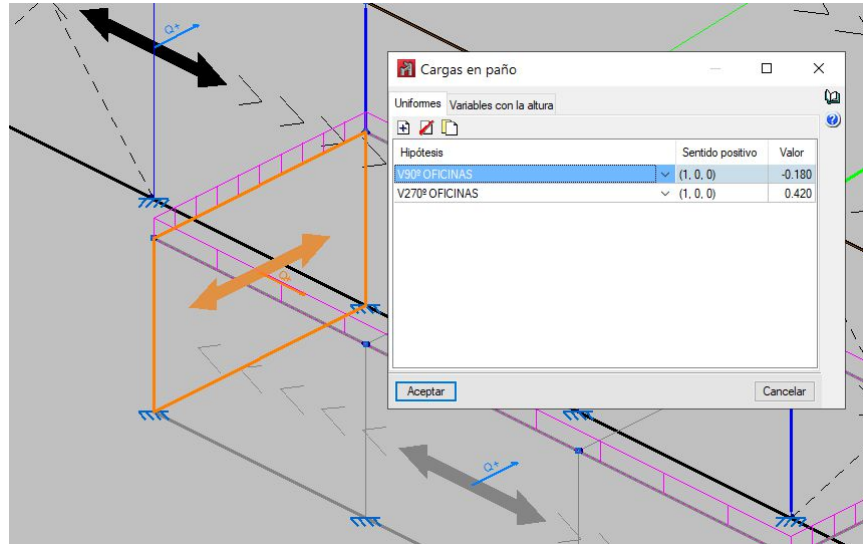 Q+
Cargas en paño
Uniformes Variables con la altura
Hipótesis Sentido positivo Valor
V90º OFICINAS (1, 0, 0) -0.180
V270º OFICINAS (1, 0, 0) 0.420
Q+
Aceptar Cancelar
Q+